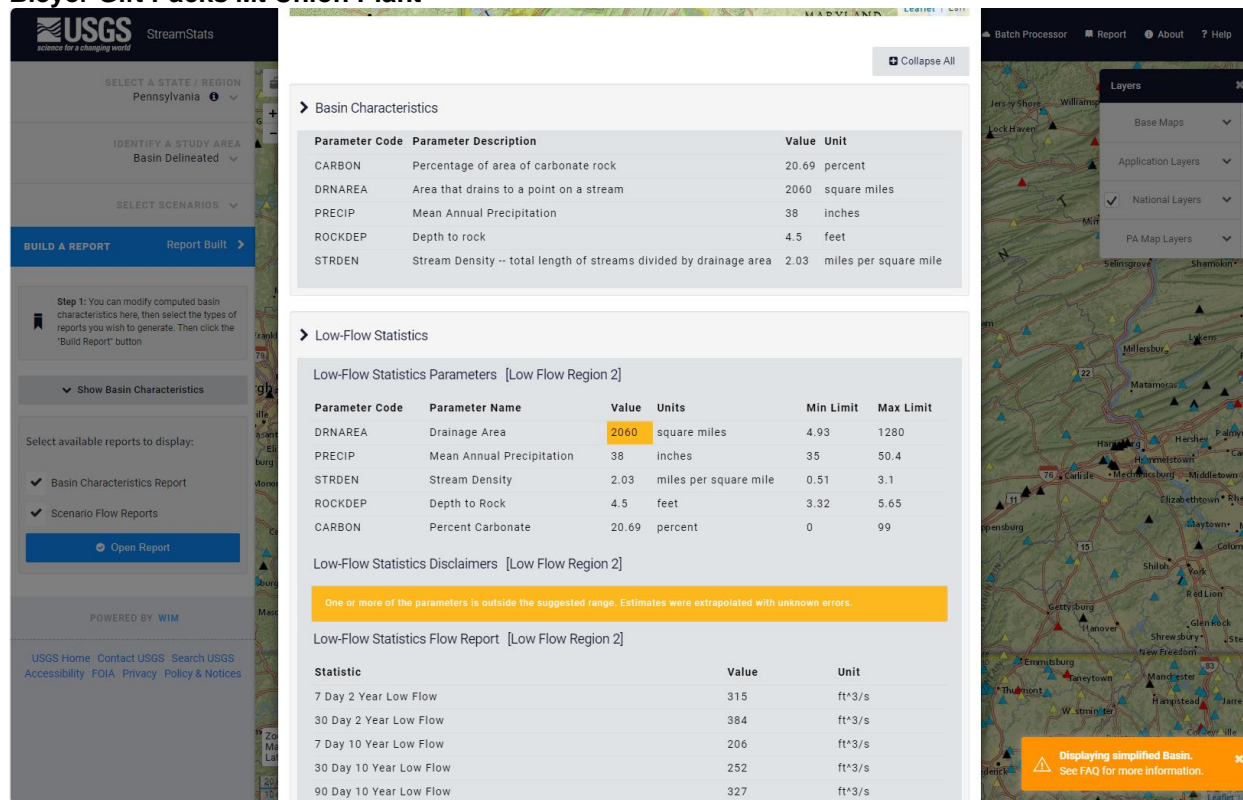 USGS
science for a changing world
StreamStats
MARYLAND
Leaflet
Batch Processor Report About ? Help
SELECT A STATE / REGION
Pennsylvania
IDENTIFY A STUDY AREA
Basin Delineated
SELECT SCENARIOS
BUILD A REPORT Report Built
Step 1: You can modify computed basin
characteristics here, then select the types of
reports you wish to generate. Then click the
"Build Report" button
Show Basin Characteristics
Select available reports to display:
Basin Characteristics Report
Scenario Flow Reports
Open Report
POWERED BY WIM
USGS Home Contact USGS Search USGS
Accessibility FOIA Privacy Policy & Notices
Collapse All
Basin Characteristics
Parameter Code Parameter Description Value Unit
CARBON Percentage of area of carbonate rock 20.69 percent
DRNAREA Area that drains to a point on a stream 2060 square miles
PRECIP Mean Annual Precipitation 38 inches
ROCKDEP Depth to rock 4.5 feet
STRDEN Stream Density -- total length of streams divided by drainage area 2.03 miles per square mile
Low-Flow Statistics
Low-Flow Statistics Parameters [Low Flow Region 2]
Parameter Code Parameter Name Value Units Min Limit Max Limit
DRNAREA Drainage Area 2060 square miles 4.93 1280
PRECIP Mean Annual Precipitation 38 inches 35 50.4
STRDEN Stream Density 2.03 miles per square mile 0.51 3.1
ROCKDEP Depth to Rock 4.5 feet 3.32 5.65
CARBON Percent Carbonate 20.69 percent 0 99
Low-Flow Statistics Disclaimers [Low Flow Region 2]
One or more of the parameters is outside the suggested range. Estimates were extrapolated with unknown errors.
Low-Flow Statistics Flow Report [Low Flow Region 2]
Statistic Value Unit
7 Day 2 Year Low Flow 315 ft^3/s
30 Day 2 Year Low Flow 384 ft^3/s
7 Day 10 Year Low Flow 206 ft^3/s
30 Day 10 Year Low Flow 252 ft^3/s
90 Day 10 Year Low Flow 327 ft^3/s
Layers
Base Maps
Application Layers
National Layers
PA Map Layers
Lock Haven
Selinsgrove
Shamokin
Lykens
Millersburg
22
Matamoras
Hershey
Hummelstown
76
Carlisle
Mechanicsburg
Middletown
11
Elizabethtown
15
Shiloh
York
Red Lion
Gettysburg
Hanover
Glen Rock
Shrewsbury
New Freedom
Emmitsburg
83
Taneytown
Manchester
Thurmont
Hampstead
Westminster
Displaying simplified Basin.
See FAQ for more information.